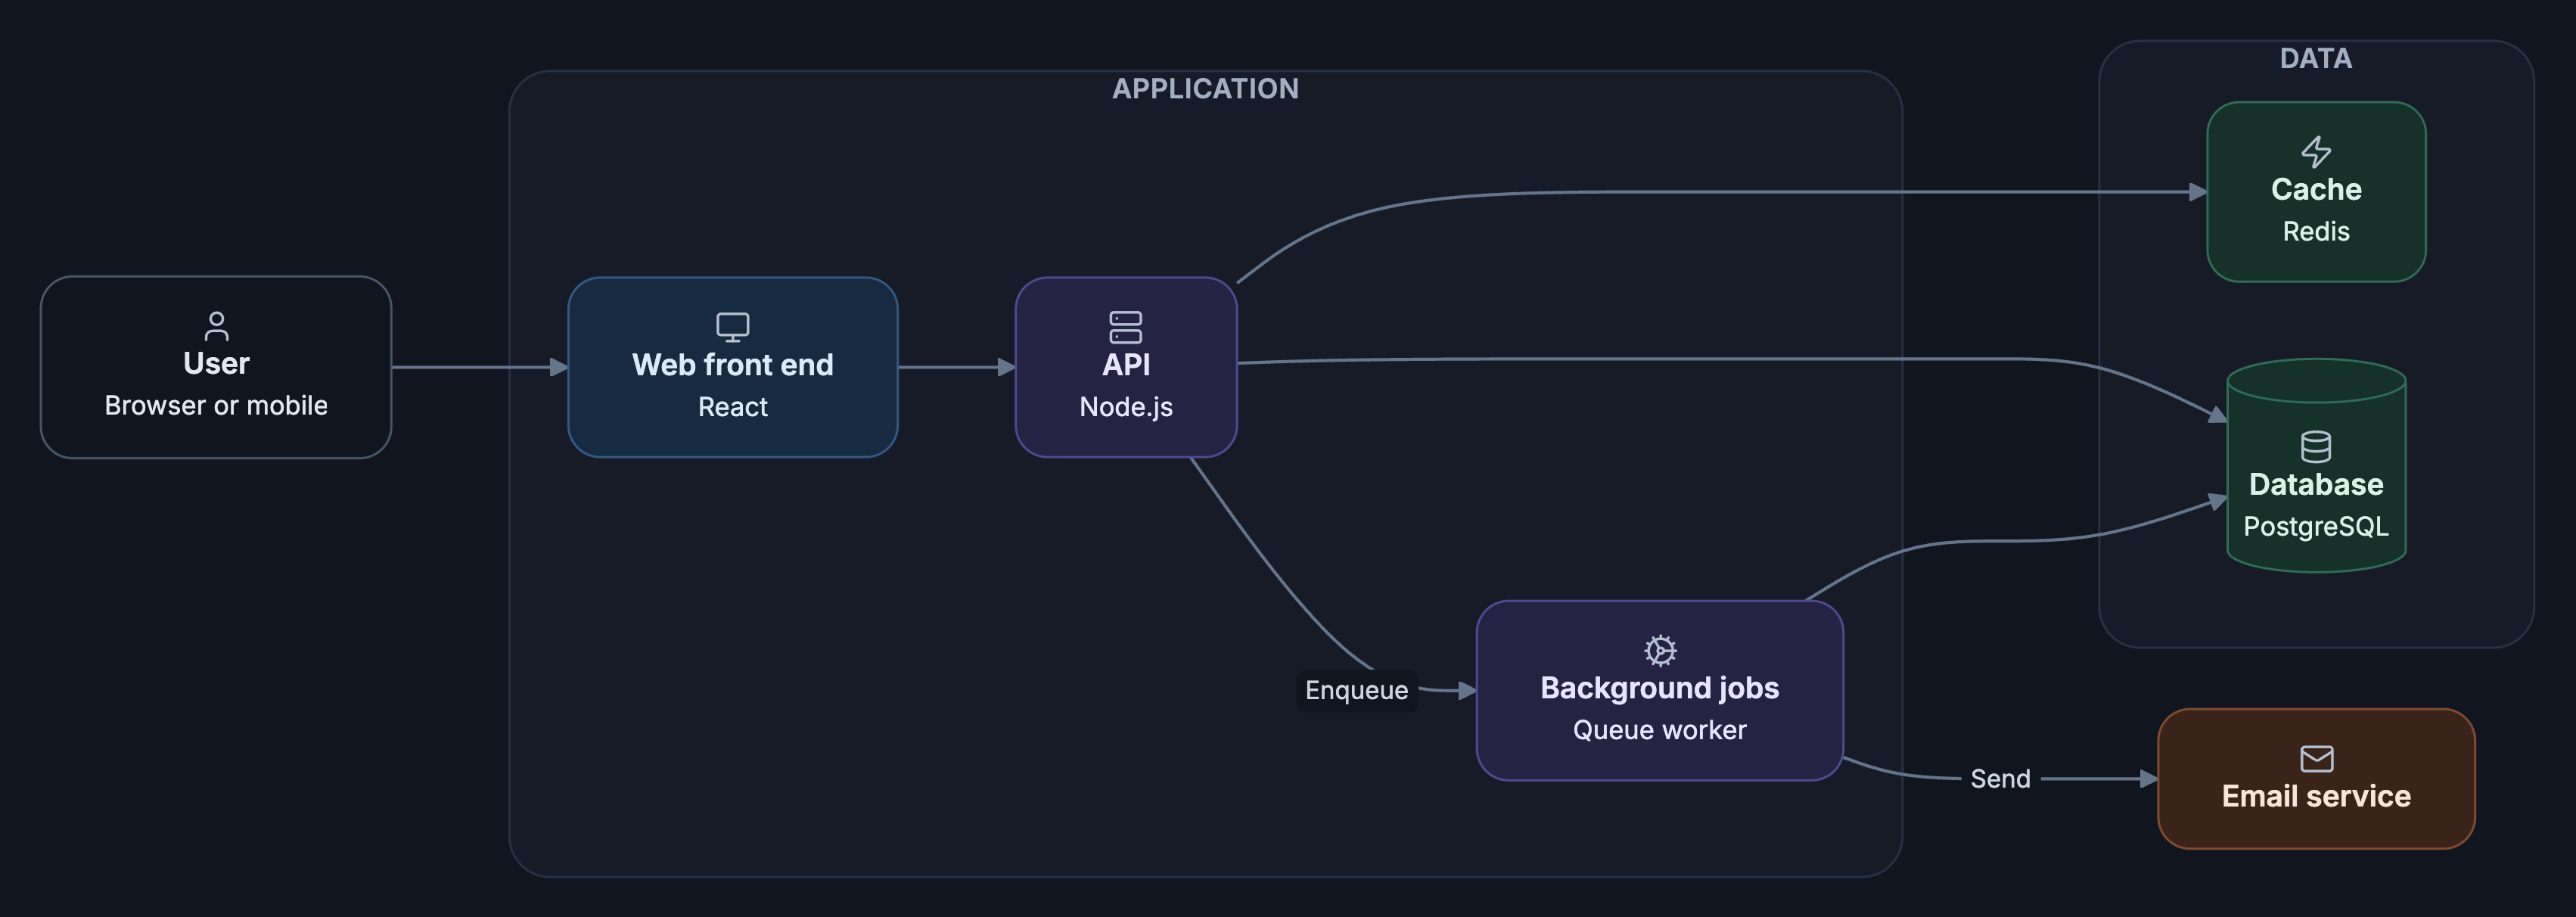 APPLICATION
DATA
User
Browser or mobile
Web front end
React
API
Node.js
Cache
Redis
Database
PostgreSQL
Enqueue
Background jobs
Queue worker
Send
Email service